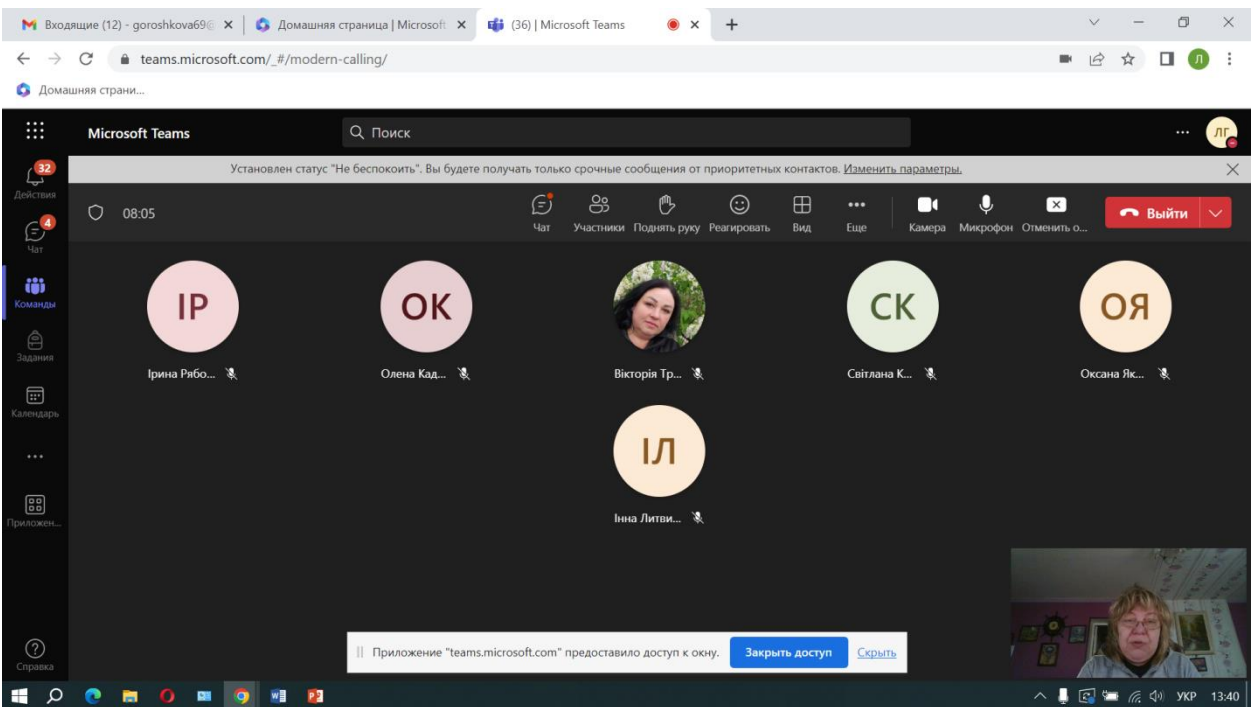 Входящие (12) - goroshkova69@
Домашняя страница | Microsoft
(36) | Microsoft Teams
teams.microsoft.com/_#/modern-calling/
Л
Домашняя страни...
Microsoft Teams
Поиск
ЛГ
32
Действия
4
Чат
Команды
Задания
Календарь
Приложен...
Справка
Установлен статус "Не беспокоить". Вы будете получать только срочные сообщения от приоритетных контактов. Изменить параметры.
08:05
Чат
Участники
Поднять руку
Реагировать
Вид
Еще
Камера
Микрофон
Отменить о...
Выйти
ІР
Ірина Рябо...
ОК
Олена Кад...
Вікторія Тр...
СК
Світлана К...
ОЯ
Оксана Як...
ІЛ
Інна Литви...
Приложение "teams.microsoft.com" предоставило доступ к окну.
Закрыть доступ
Скрыть
УКР
13:40